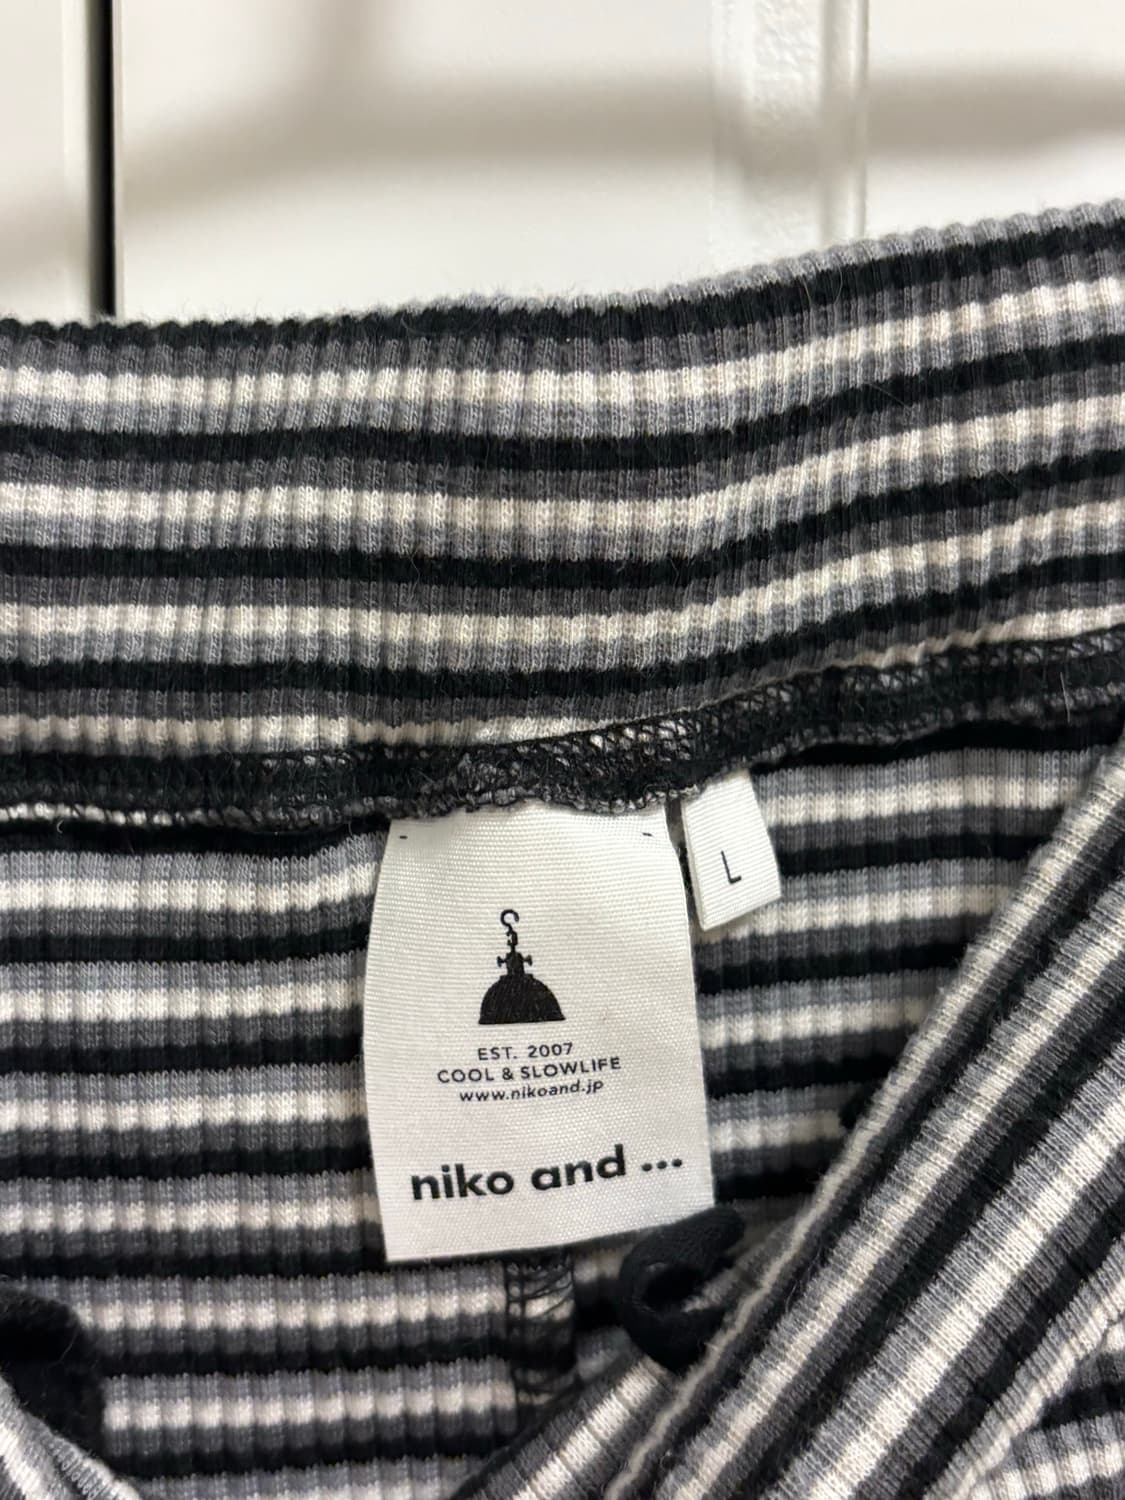 L
EST. 2007
COOL & SLOWLIFE
www.nikoand.jp
niko and ...